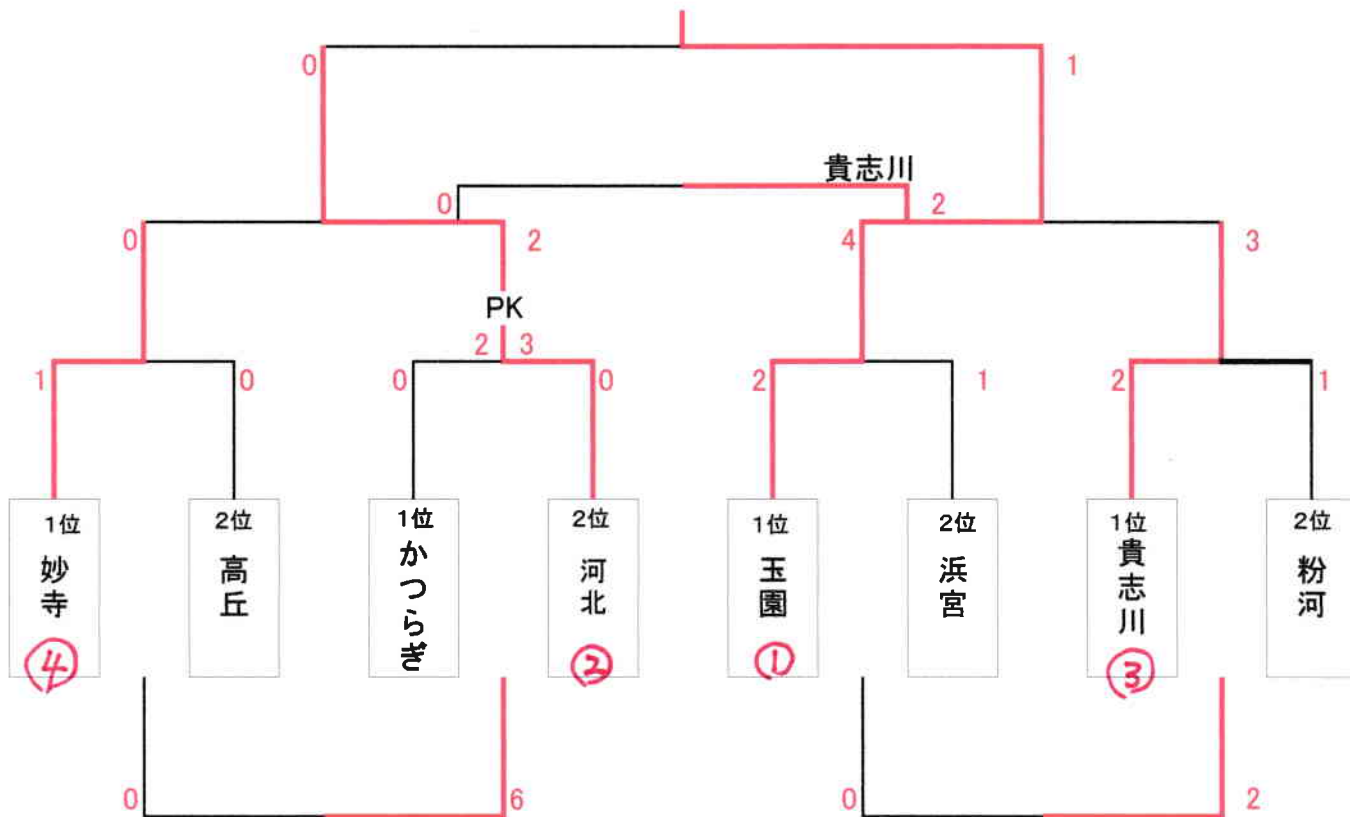 0 1
貴志川
0 2
0 2 4 3
PK
2 3
1 0 0 0 2 1 2 1
1位 2位 1位 2位 1位 2位 1位 2位
妙寺 高丘 かつらぎ 河北 玉園 浜宮 貴志川 粉河
④ ② ① ③
0 6 0 2